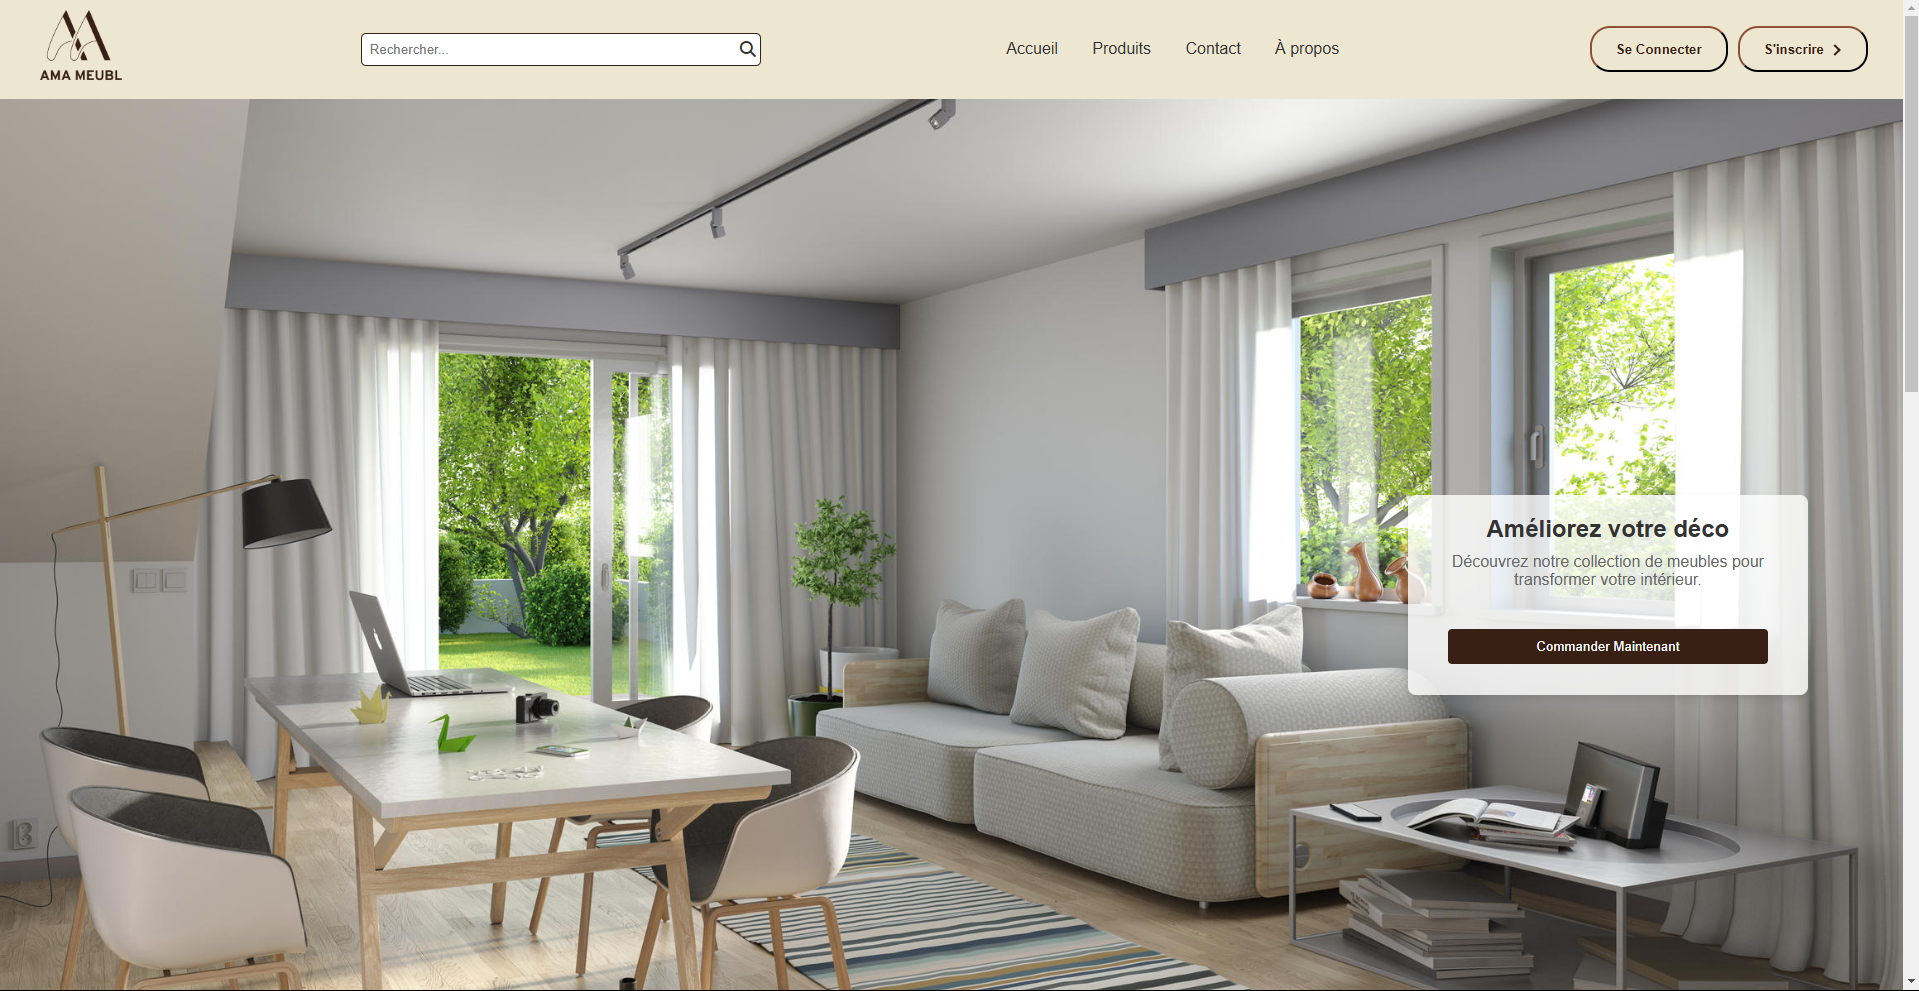 AMA MEUBL
Rechercher...
Accueil
Produits
Contact
À propos
Se Connecter
S'inscrire
Améliorez votre déco
Découvrez notre collection de meubles pour
transformer votre intérieur.
Commander Maintenant